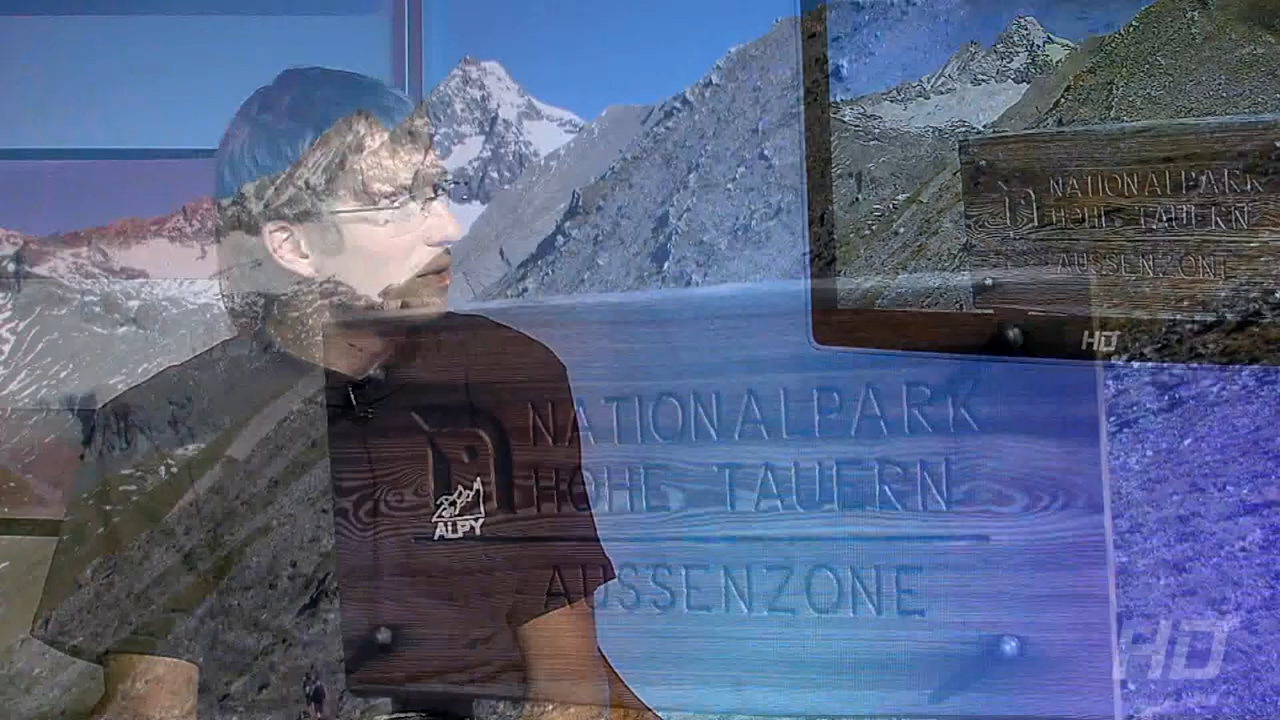 NATIONALPARK
HOHE TAUERN
AUSSENZONE
HD
NATIONALPARK
HOHE TAUERN
AUSSENZONE
ALPY
HD